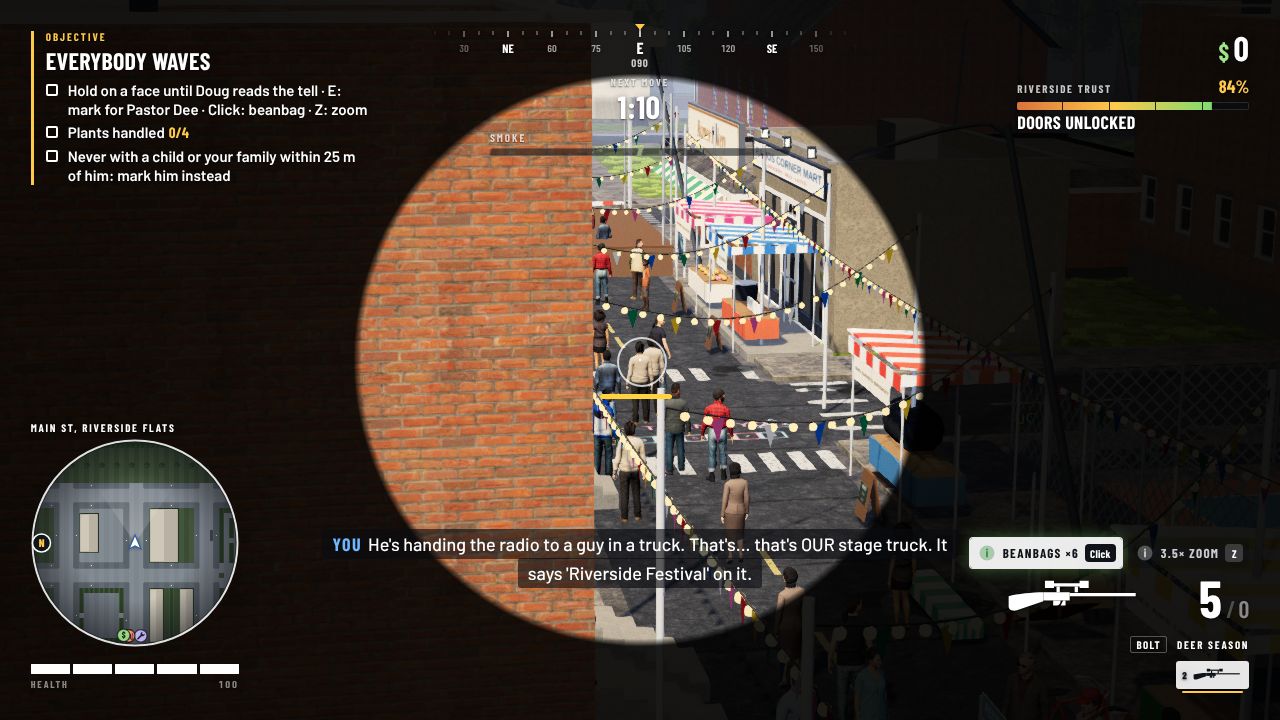 OBJECTIVE
EVERYBODY WAVES
Hold on a face until Doug reads the tell · E:
mark for Pastor Dee · Click: beanbag · Z: zoom
Plants handled 0/4
Never with a child or your family within 25 m
of him: mark him instead
30 NE 60 75 E 105 120 SE 150
090
NEXT MOVE
1:10
SMOKE
$ 0
RIVERSIDE TRUST 84%
DOORS UNLOCKED
CORNER MART
MAIN ST, RIVERSIDE FLATS
N
$
HEALTH 100
YOU He's handing the radio to a guy in a truck. That's... that's OUR stage truck. It
says 'Riverside Festival' on it.
i BEANBAGS ×6 Click
i 3.5× ZOOM Z
5 / 0
BOLT DEER SEASON
2